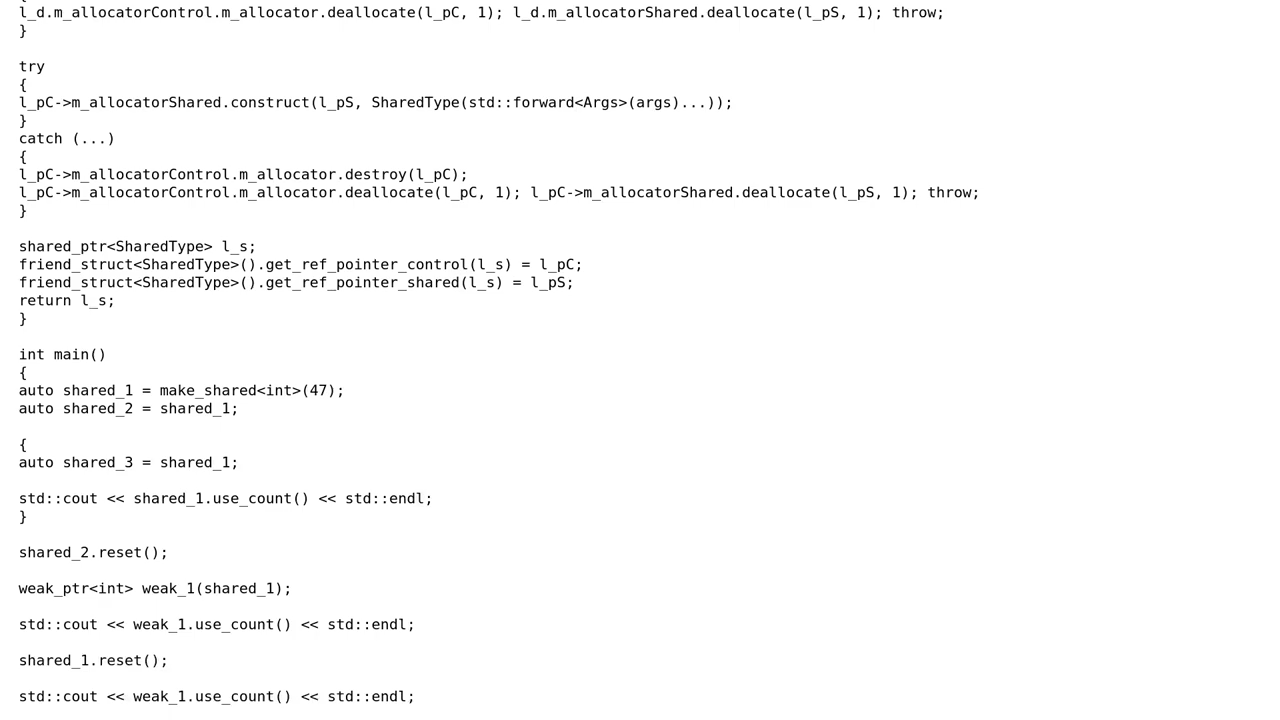 l_d.m_allocatorControl.m_allocator.deallocate(l_pC, 1); l_d.m_allocatorShared.deallocate(l_pS, 1); throw;
}
try
{
l_pC->m_allocatorShared.construct(l_pS, SharedType(std::forward<Args>(args)...));
}
catch (...)
{
l_pC->m_allocatorControl.m_allocator.destroy(l_pC);
l_pC->m_allocatorControl.m_allocator.deallocate(l_pC, 1); l_pC->m_allocatorShared.deallocate(l_pS, 1); throw;
}
shared_ptr<SharedType> l_s;
friend_struct<SharedType>().get_ref_pointer_control(l_s) = l_pC;
friend_struct<SharedType>().get_ref_pointer_shared(l_s) = l_pS;
return l_s;
}
int main()
{
auto shared_1 = make_shared<int>(47);
auto shared_2 = shared_1;
{
auto shared_3 = shared_1;
std::cout << shared_1.use_count() << std::endl;
}
shared_2.reset();
weak_ptr<int> weak_1(shared_1);
std::cout << weak_1.use_count() << std::endl;
shared_1.reset();
std::cout << weak_1.use_count() << std::endl;